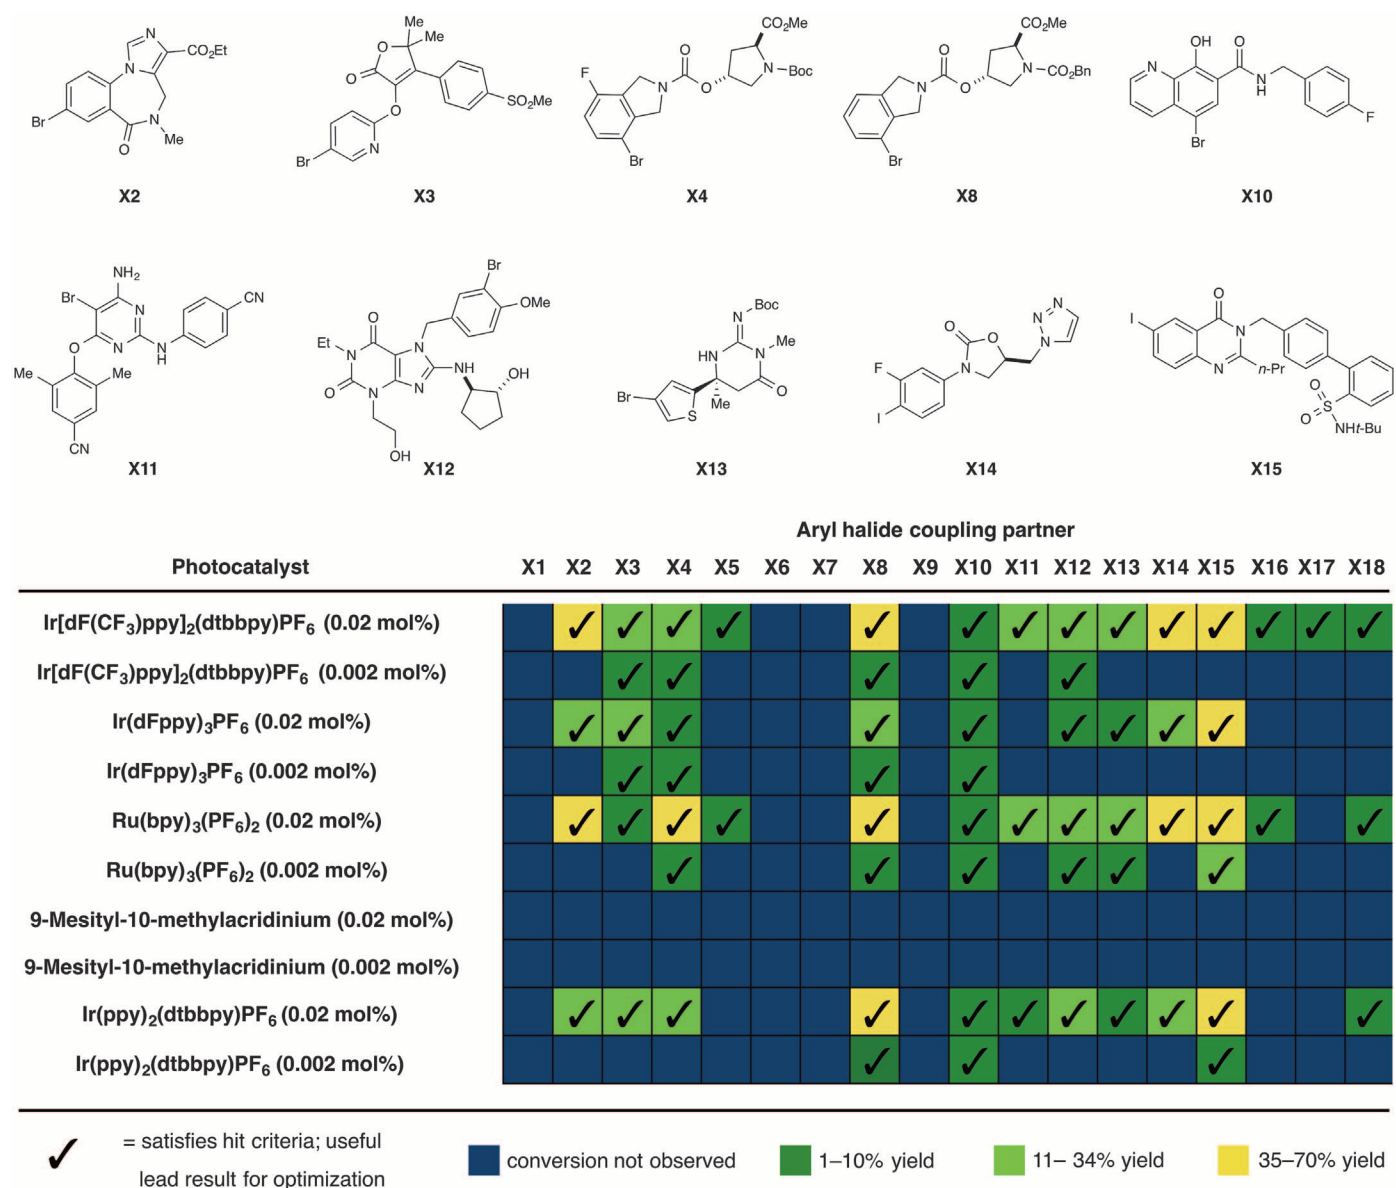 N
N
CO2Et
Br
O
N
Me
X2
Me
O
Me
O
O
SO2Me
Br
N
X3
CO2Me
O
F
N
O
N
Boc
Br
X4
CO2Me
O
N
O
N
CO2Bn
Br
X8
OH
O
N
N
H
F
Br
X10
NH2
Br
N
CN
O
N
N
H
Me
Me
CN
X11
Br
OMe
O
Et
N
N
NH
OH
O
N
N
OH
X12
Boc
N
HN
N
Me
O
Br
S
Me
X13
N
N
O
O
N
F
N
I
X14
O
I
N
N
n-Pr
O
S
O
NHt-Bu
X15
Aryl halide coupling partner
Photocatalyst X1 X2 X3 X4 X5 X6 X7 X8 X9 X10 X11 X12 X13 X14 X15 X16 X17 X18
Ir[dF(CF3)ppy]2(dtbbpy)PF6 (0.02 mol%)
Ir[dF(CF3)ppy]2(dtbbpy)PF6 (0.002 mol%)
Ir(dFppy)3PF6 (0.02 mol%)
Ir(dFppy)3PF6 (0.002 mol%)
Ru(bpy)3(PF6)2 (0.02 mol%)
Ru(bpy)3(PF6)2 (0.002 mol%)
9-Mesityl-10-methylacridinium (0.02 mol%)
9-Mesityl-10-methylacridinium (0.002 mol%)
Ir(ppy)2(dtbbpy)PF6 (0.02 mol%)
Ir(ppy)2(dtbbpy)PF6 (0.002 mol%)
= satisfies hit criteria; useful
lead result for optimization
conversion not observed
1–10% yield
11– 34% yield
35–70% yield